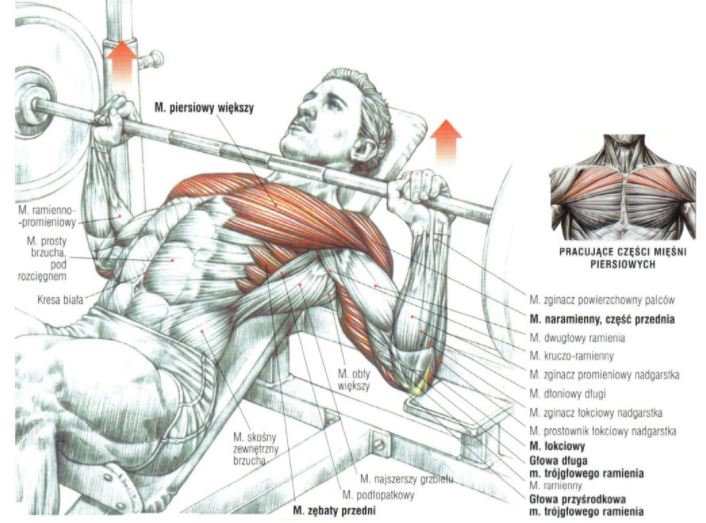 M. piersiowy większy
M. ramienno-
-promieniowy
M. prosty
brzucha,
pod
rozcięgnem
Kresa biała
PRACUJĄCE CZĘŚCI MIĘŚNI
PIERSIOWYCH
M. zginacz powierzchowny palców
M. naramienny, część przednia
M. dwugłowy ramienia
M. kruczo-ramienny
M. zginacz promieniowy nadgarstka
M. dłoniowy długi
M. zginacz łokciowy nadgarstka
M. prostownik łokciowy nadgarstka
M. łokciowy
Głowa długa
m. trójgłowego ramienia
M. ramienny
Głowa przyśrodkowa
m. trójgłowego ramienia
M. obły
większy
M. skośny
zewnętrzny
brzucha
M. najszerszy grzbietu
M. podłopatkowy
M. zębaty przedni